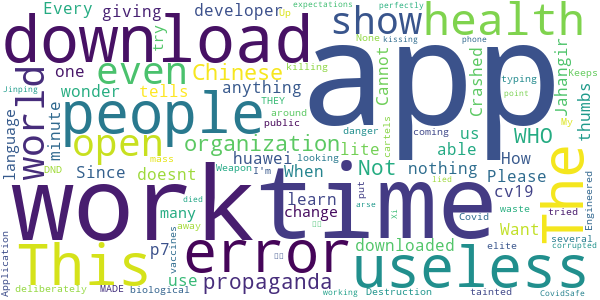 Every giving developer show health
download app
try None expectations perfectly
Up phone kissing
killing typing
even Chinese tells
THEY point
wonder anything Cannot Crashed Jahangir Keeps
Jinping one
world people around public
language minute open organization lite us thumbs My
danger coming
cartels
WHO
able
DND mass
Since doesnt huawei When looking Not nothing How Engineered
Weapon I'm
Please
work time The
many p7 learn put change cv19
died arse
lied
Xi Covid waste tried
Application This error useless
vaccines away use downloaded Want several
elite corrupted
deliberately MADE biological propaganda working Destruction tainted CovidSafe